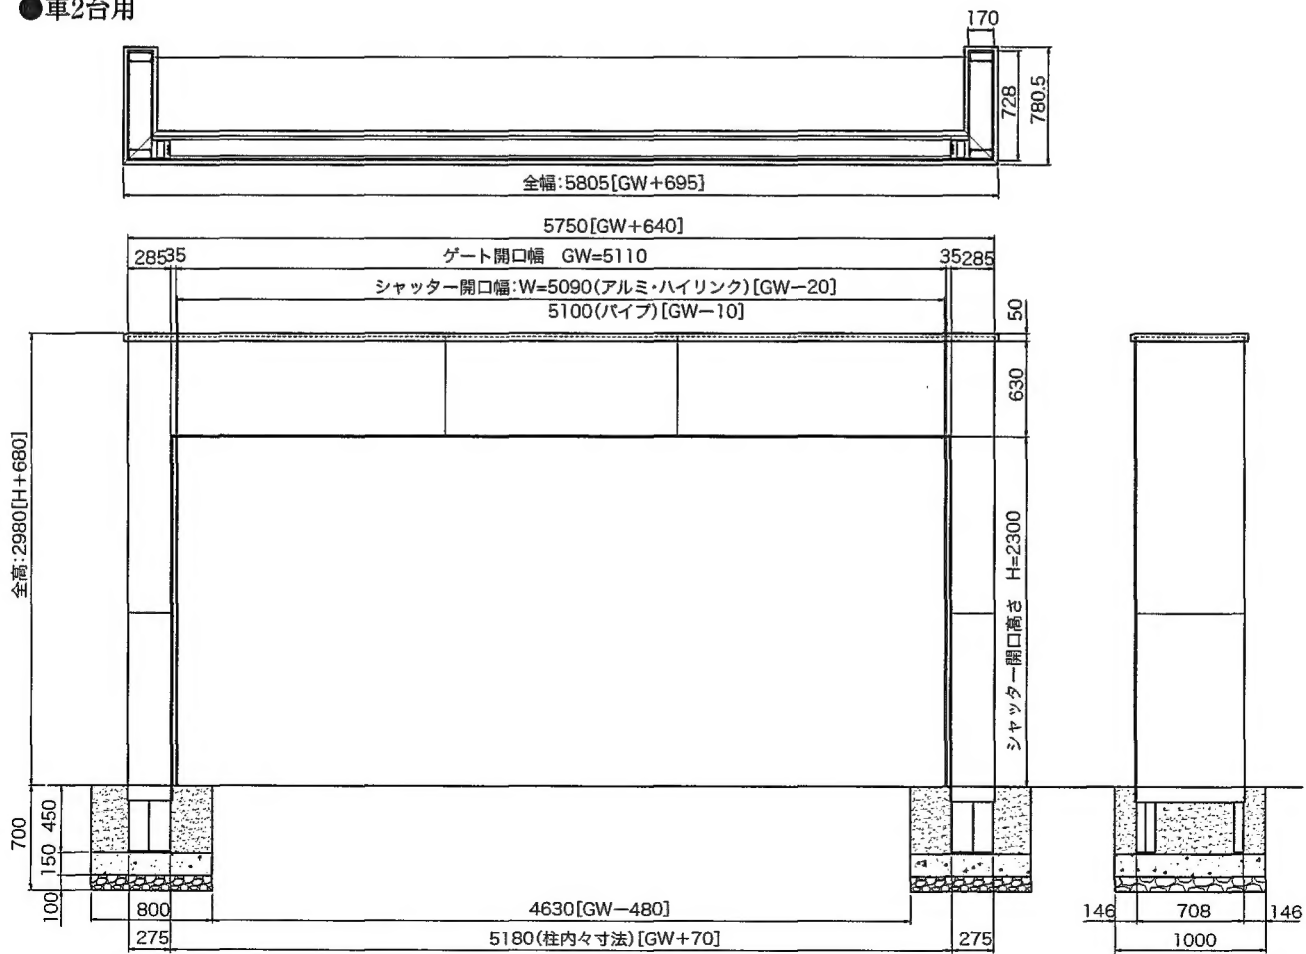 ●車2台用
170
728
780.5
全幅:5805[GW+695]
5750[GW+640]
285
35
ゲート開口幅 GW=5110
35
285
シャッター開口幅:W=5090(アルミ・ハイリンク)[GW-20]
5100(パイプ)[GW-10]
50
630
全高:2980[H+680]
シャッター開口高さ H=2300
700
450
150
100
800
4630[GW-480]
275
5180(柱内々寸法)[GW+70]
275
146
708
146
1000